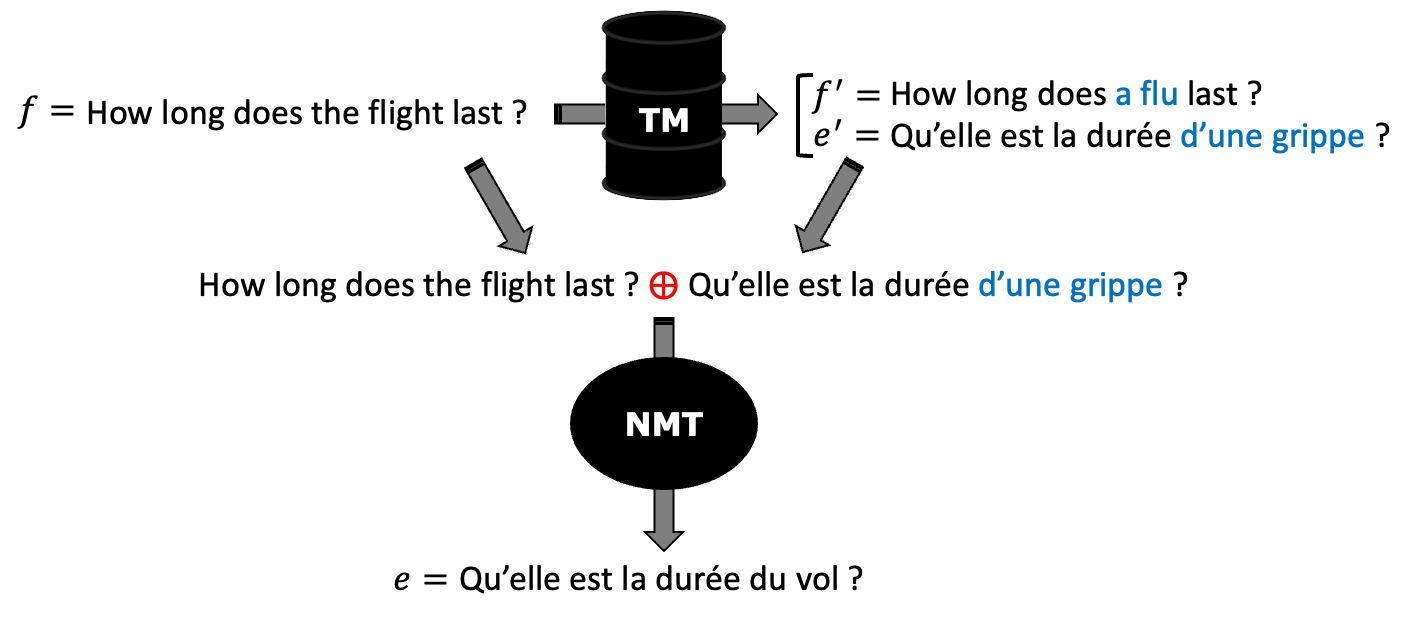 f = How long does the flight last ?
TM
f′ = How long does a flu last ?
e′ = Qu’elle est la durée d’une grippe ?
How long does the flight last ? ⊕ Qu’elle est la durée d’une grippe ?
NMT
e = Qu’elle est la durée du vol ?